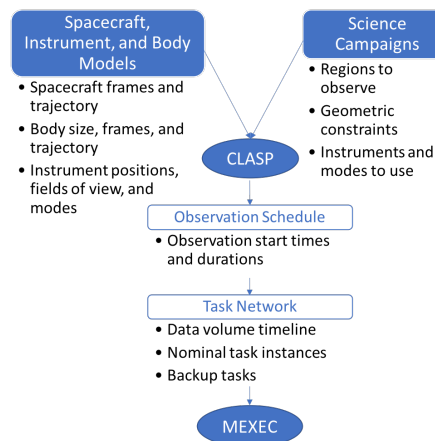 Spacecraft,
Instrument, and Body
Models
• Spacecraft frames and
trajectory
• Body size, frames, and
trajectory
• Instrument positions,
fields of view, and
modes
Science
Campaigns
• Regions to
observe
• Geometric
constraints
• Instruments and
modes to use
CLASP
Observation Schedule
• Observation start times
and durations
Task Network
• Data volume timeline
• Nominal task instances
• Backup tasks
MEXEC